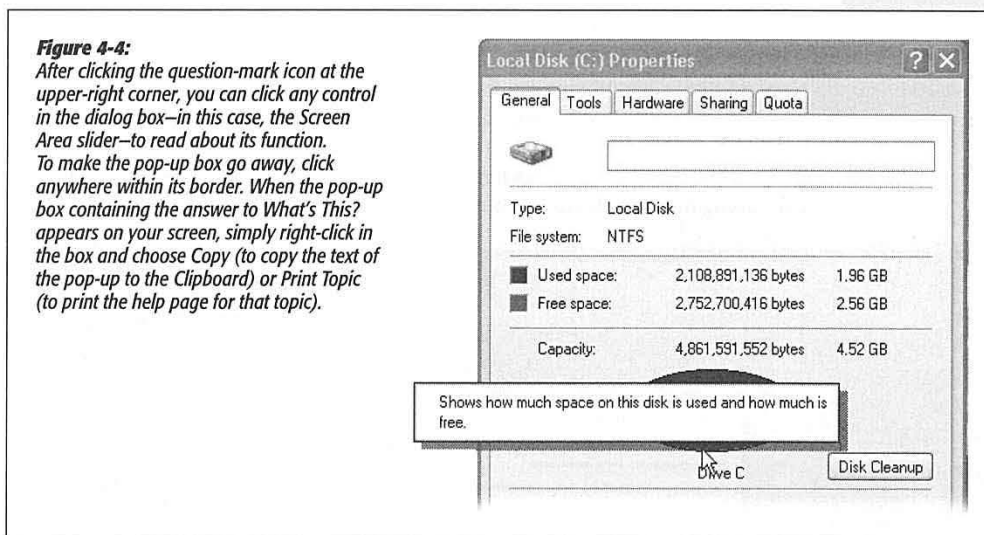 Figure 4-4:
After clicking the question-mark icon at the
upper-right corner, you can click any control
in the dialog box—in this case, the Screen
Area slider—to read about its function.
To make the pop-up box go away, click
anywhere within its border. When the pop-up
box containing the answer to What's This?
appears on your screen, simply right-click in
the box and choose Copy (to copy the text of
the pop-up to the Clipboard) or Print Topic
(to print the help page for that topic).
Local Disk (C:) Properties
General Tools Hardware Sharing Quota
Type: Local Disk
File system: NTFS
Used space: 2,108,891,136 bytes 1.96 GB
Free space: 2,752,700,416 bytes 2.56 GB
Capacity: 4,861,591,552 bytes 4.52 GB
Shows how much space on this disk is used and how much is
free.
Drive C
Disk Cleanup